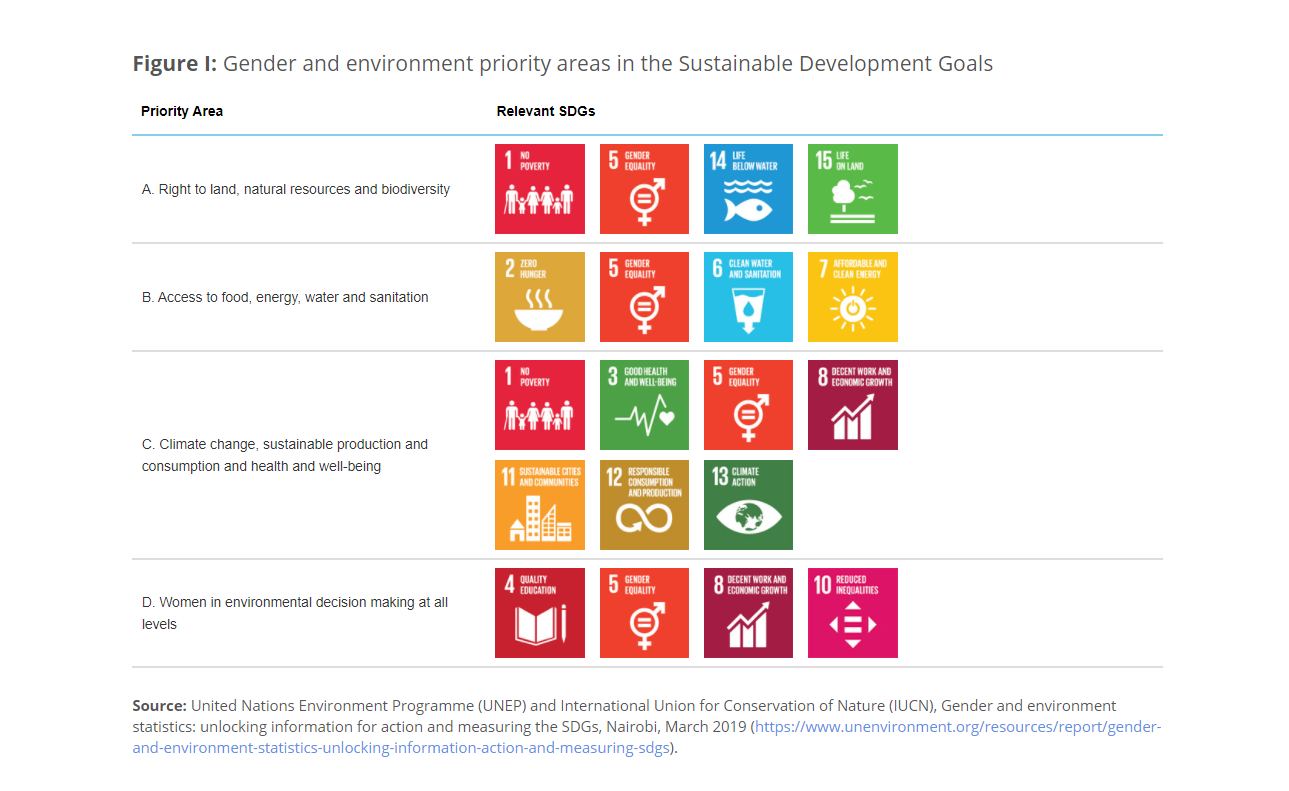 Figure I: Gender and environment priority areas in the Sustainable Development Goals
Priority Area
Relevant SDGs
A. Right to land, natural resources and biodiversity
1 NO
POVERTY
5 GENDER
EQUALITY
14 LIFE
BELOW WATER
15 LIFE
ON LAND
B. Access to food, energy, water and sanitation
2 ZERO
HUNGER
5 GENDER
EQUALITY
6 CLEAN WATER
AND SANITATION
7 AFFORDABLE AND
CLEAN ENERGY
C. Climate change, sustainable production and
consumption and health and well-being
1 NO
POVERTY
3 GOOD HEALTH
AND WELL-BEING
5 GENDER
EQUALITY
8 DECENT WORK AND
ECONOMIC GROWTH
11 SUSTAINABLE CITIES
AND COMMUNITIES
12 RESPONSIBLE
CONSUMPTION
AND PRODUCTION
13 CLIMATE
ACTION
D. Women in environmental decision making at all
levels
4 QUALITY
EDUCATION
5 GENDER
EQUALITY
8 DECENT WORK AND
ECONOMIC GROWTH
10 REDUCED
INEQUALITIES
Source: United Nations Environment Programme (UNEP) and International Union for Conservation of Nature (IUCN), Gender and environment
statistics: unlocking information for action and measuring the SDGs, Nairobi, March 2019 (https://www.unenvironment.org/resources/report/gender-
and-environment-statistics-unlocking-information-action-and-measuring-sdgs).